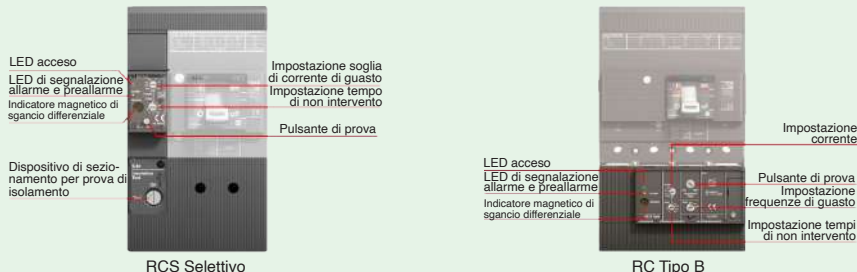 LED acceso
LED di segnalazione
allarme e preallarme
Indicatore magnetico di
sgancio differenziale
Dispositivo di sezio-
namento per prova di
isolamento
Impostazione soglia
di corrente di guasto
Impostazione tempo
di non intervento
Pulsante di prova
RCS Selettivo
LED acceso
LED di segnalazione
allarme e preallarme
Indicatore magnetico di
sgancio differenziale
Impostazione
corrente
Pulsante di prova
Impostazione
frequenze di guasto
Impostazione tempi
di non intervento
RC Tipo B